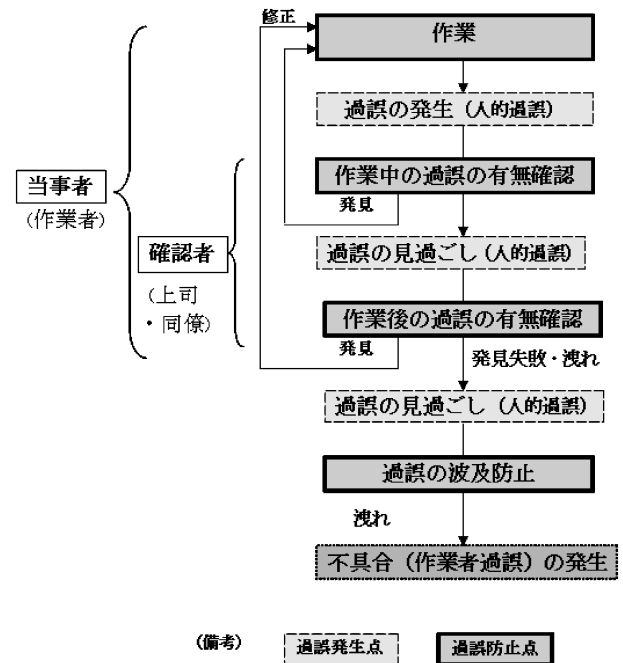 修正
作業
過誤の発生（人的過誤）
当事者
(作業者)
作業中の過誤の有無確認
発見
過誤の見過ごし（人的過誤）
確認者
(上司
・同僚)
作業後の過誤の有無確認
発見
発見失敗・洩れ
過誤の見過ごし（人的過誤）
過誤の波及防止
洩れ
不具合（作業者過誤）の発生
(備考)
過誤発生点
過誤防止点